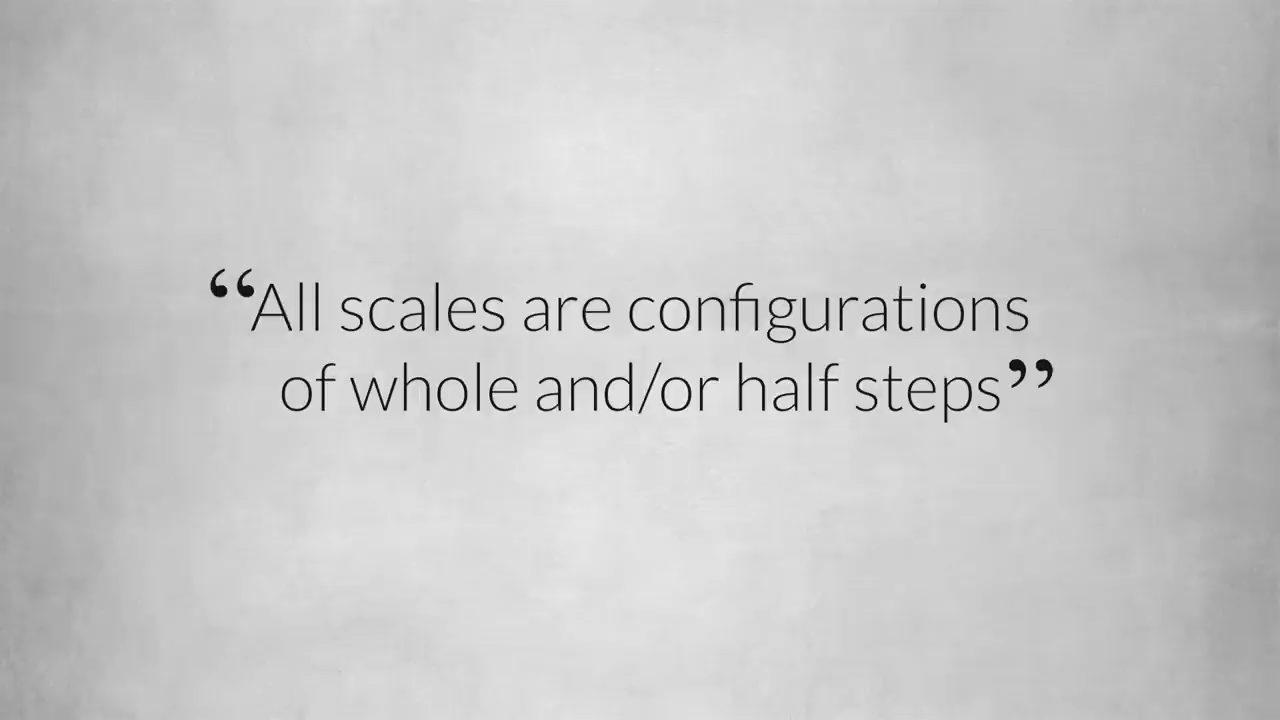 “All scales are configurations
of whole and/or half steps”